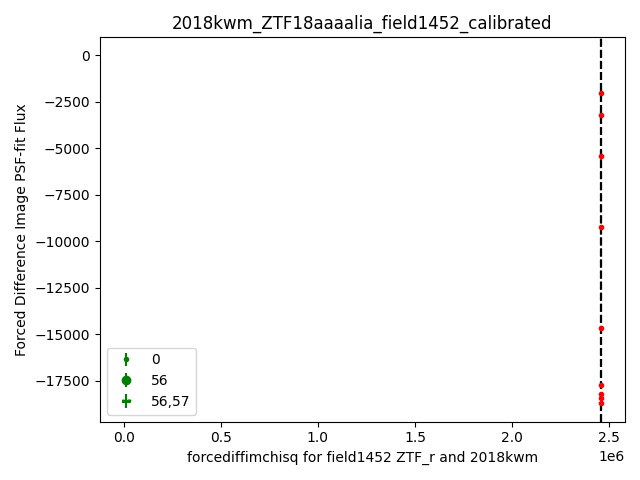 2018kwm_ZTF18aaaalia_field1452_calibrated
0
−2500
−5000
−7500
−10000
−12500
−15000
−17500
Forced Difference Image PSF-fit Flux
0
56
56,57
0.0 0.5 1.0 1.5 2.0 2.5
1e6
forcediffimchisq for field1452 ZTF_r and 2018kwm